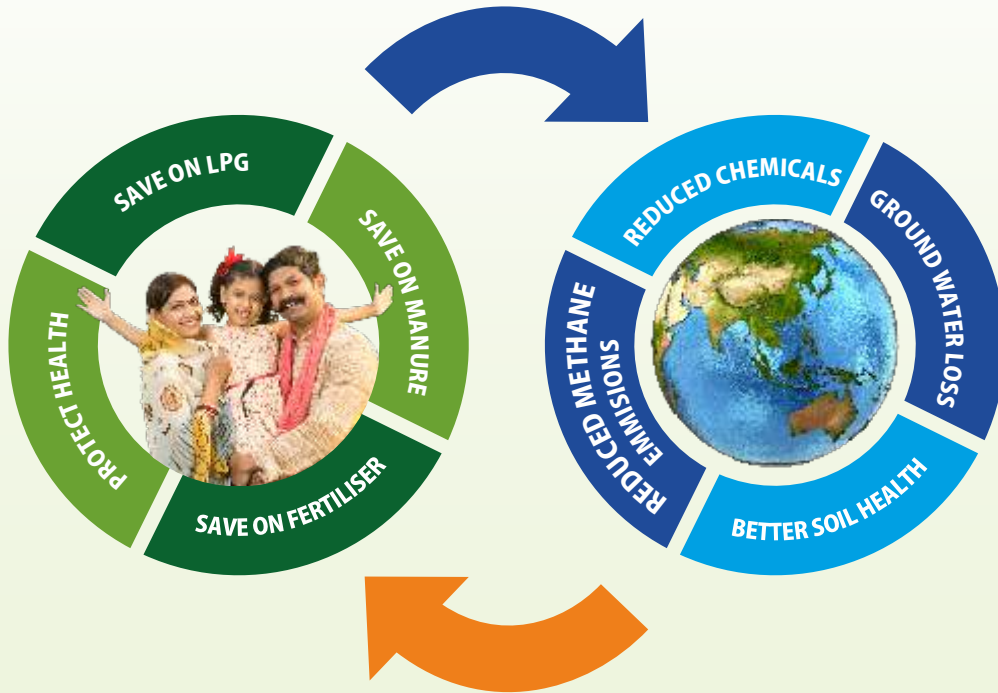 SAVE ON LPG
SAVE ON MANURE
SAVE ON FERTILISER
PROTECT HEALTH
REDUCED CHEMICALS
GROUND WATER LOSS
BETTER SOIL HEALTH
REDUCED METHANE
EMMISIONS